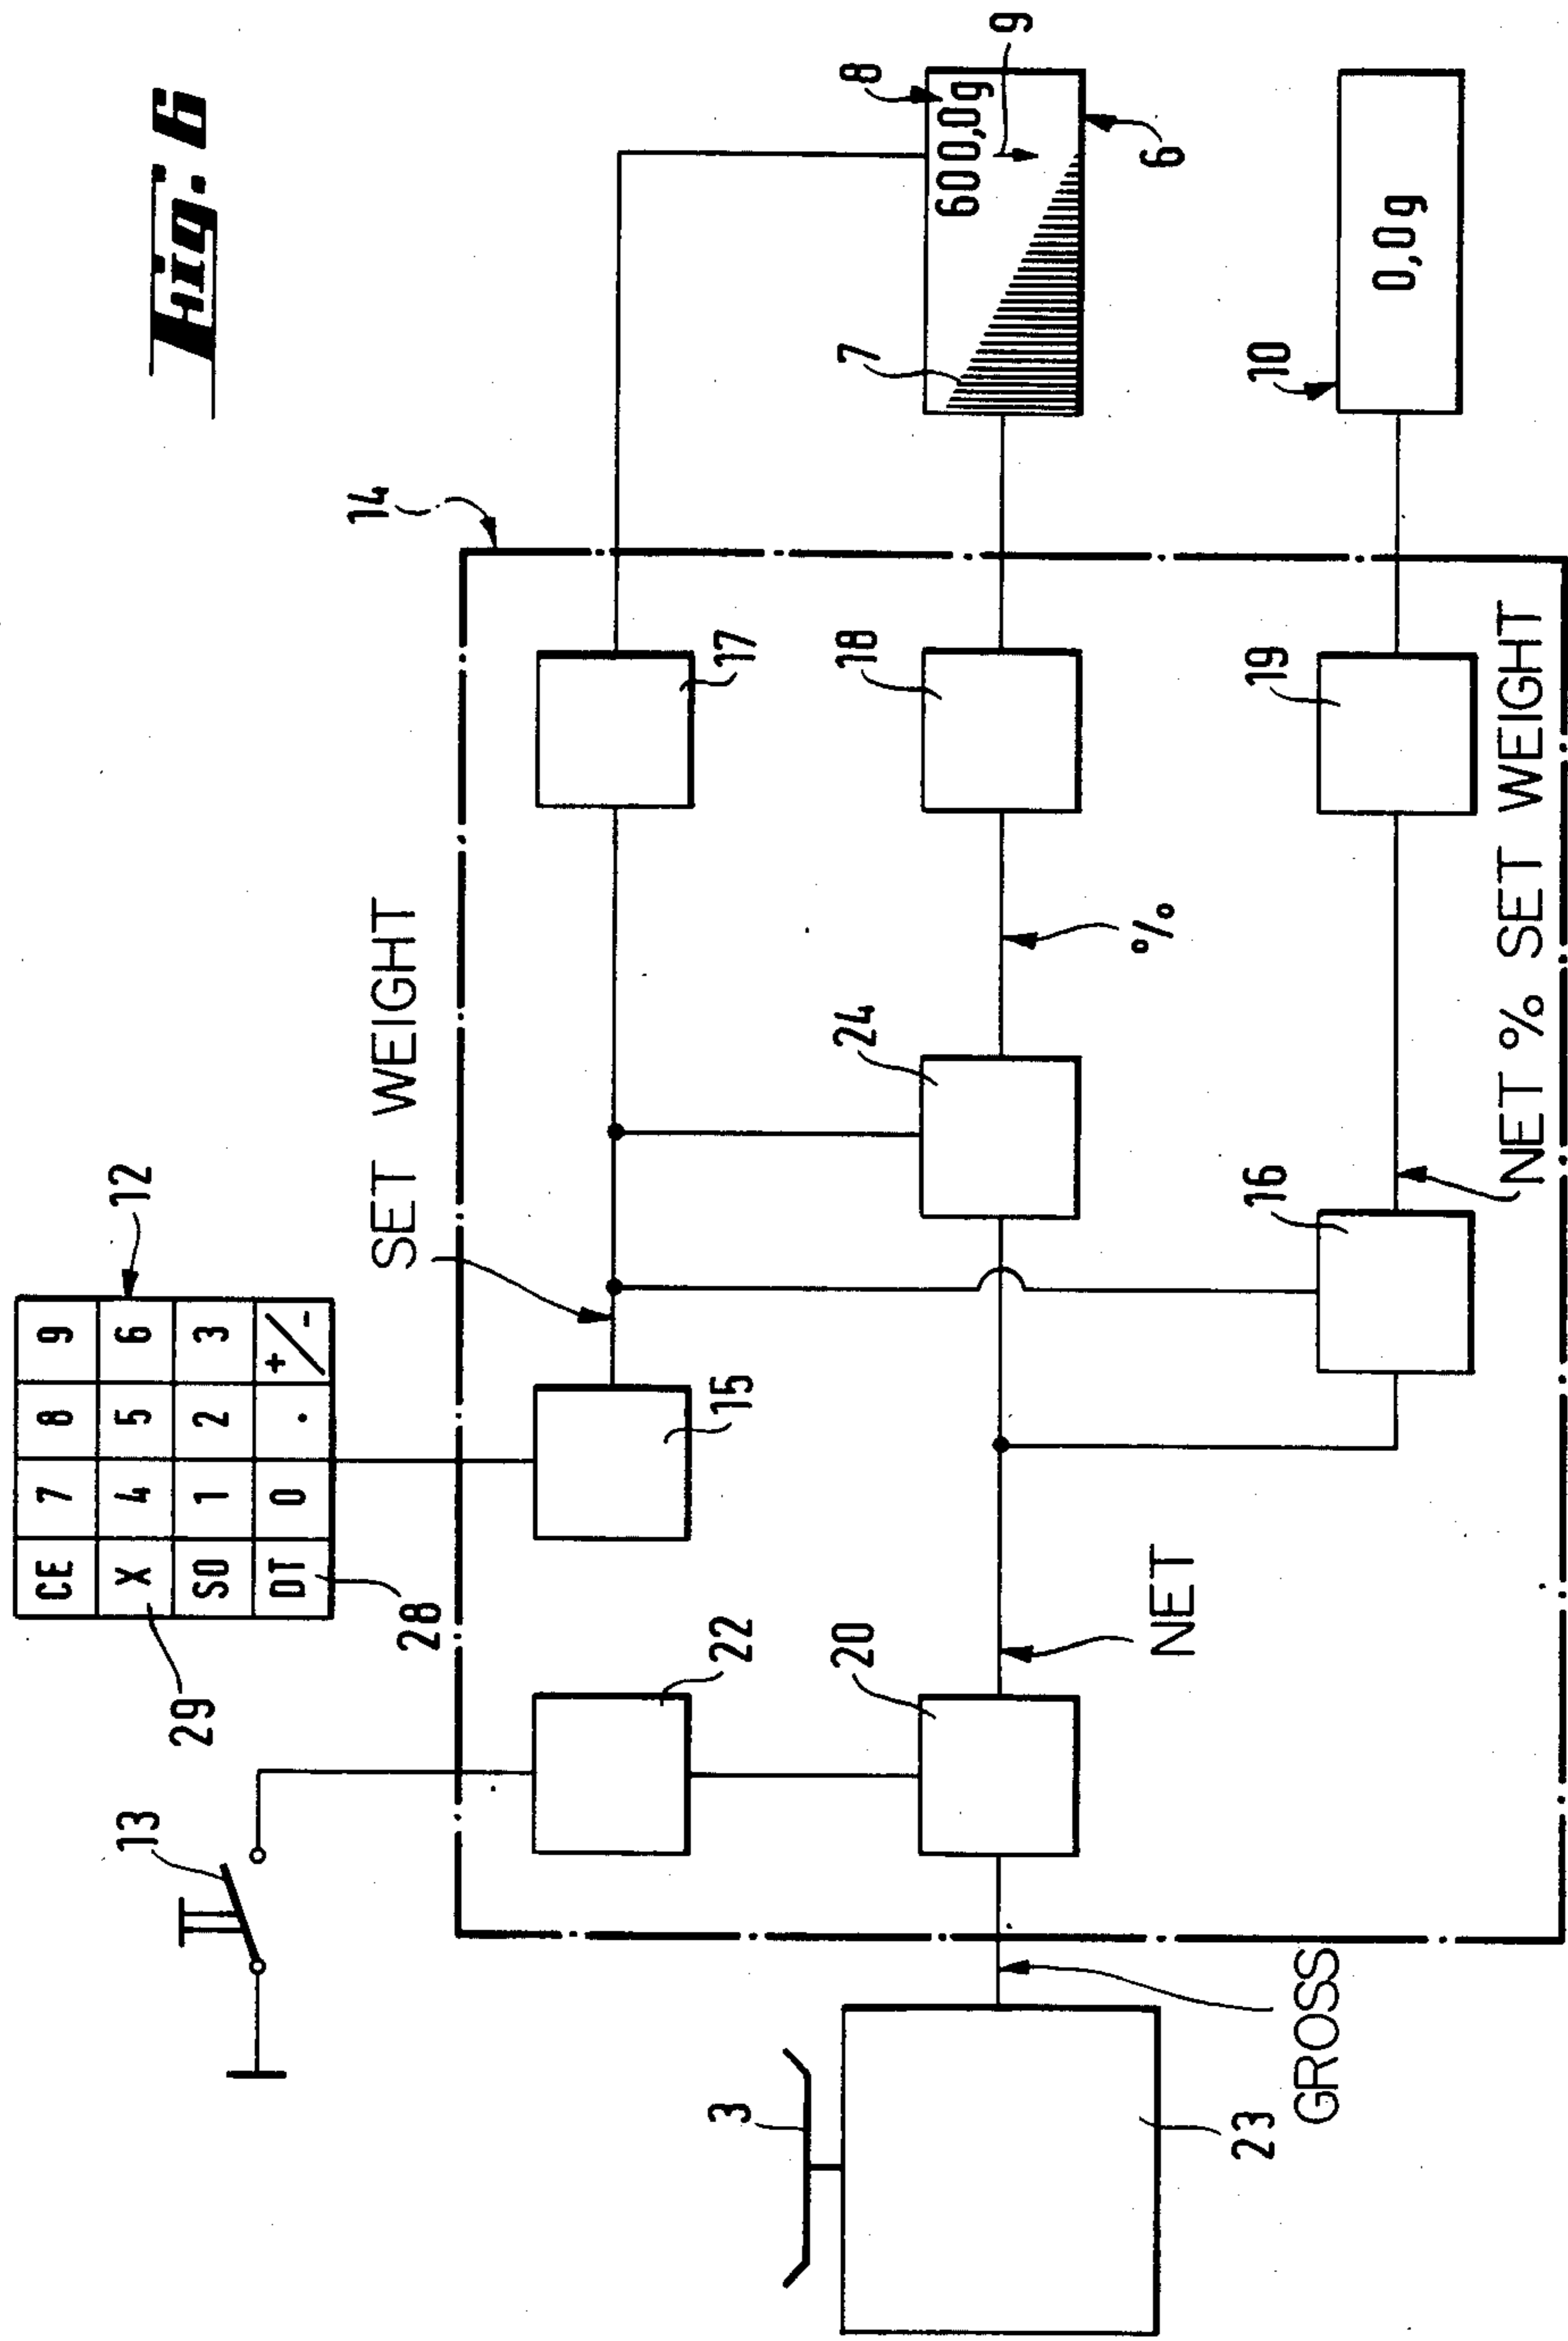 Fig. 6
12
CE 7 8 9
X 4 5 6
SO 1 2 3
DT 0 . +/-
29
28
13
SET WEIGHT
14
22
15
17
8
600,0g
9
7
6
3
20
24
18
%
NET
GROSS
23
16
19
10
0,0g
NET % SET WEIGHT